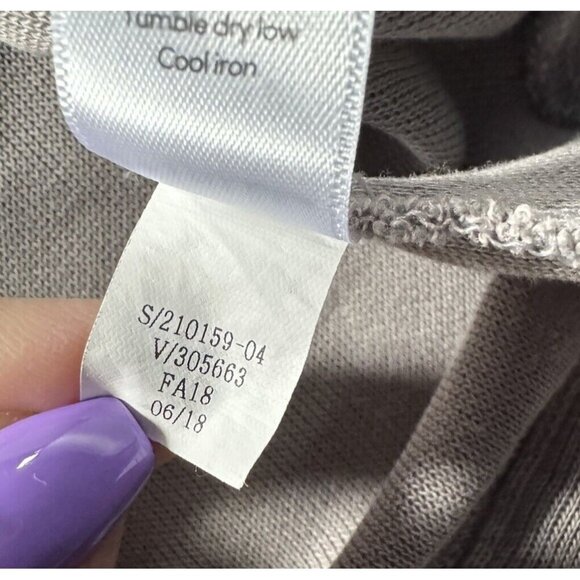 Tumble dry low
Cool iron
S/210159-04
V/305663
FA18
06/18